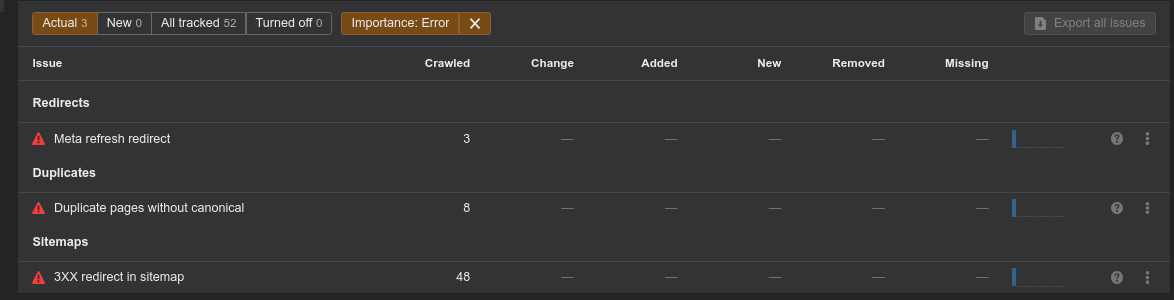 Actual 3 New 0 All tracked 52 Turned off 0 Importance: Error Export all issues
Issue Crawled Change Added New Removed Missing
Redirects
Meta refresh redirect 3 — — — — —
Duplicates
Duplicate pages without canonical 8 — — — — —
Sitemaps
3XX redirect in sitemap 48 — — — — —